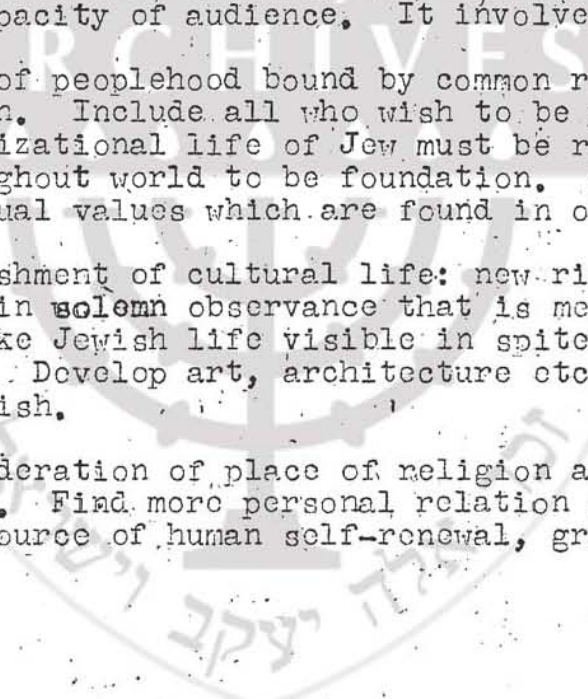 pacity of audience. It involve
ARCHIVES
of peoplehood bound by common r
n. Include all who wish to be
izational life of Jew must be r
ghout world to be foundation.
ual values which are found in o
shment of cultural life: new ri
in solemn observance that is me
ke Jewish life visible in spite
. Develop art, architecture etc
ish.
deration of place of religion a
. Find more personal relation
ource of human self-renewal, gr
אלה יעקב וישראל